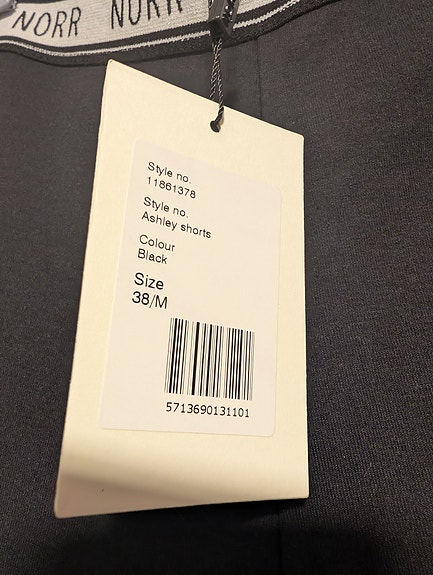 NORR NORR
Style no.
11861378
Style no.
Ashley shorts
Colour
Black
Size
38/M
5713690131101